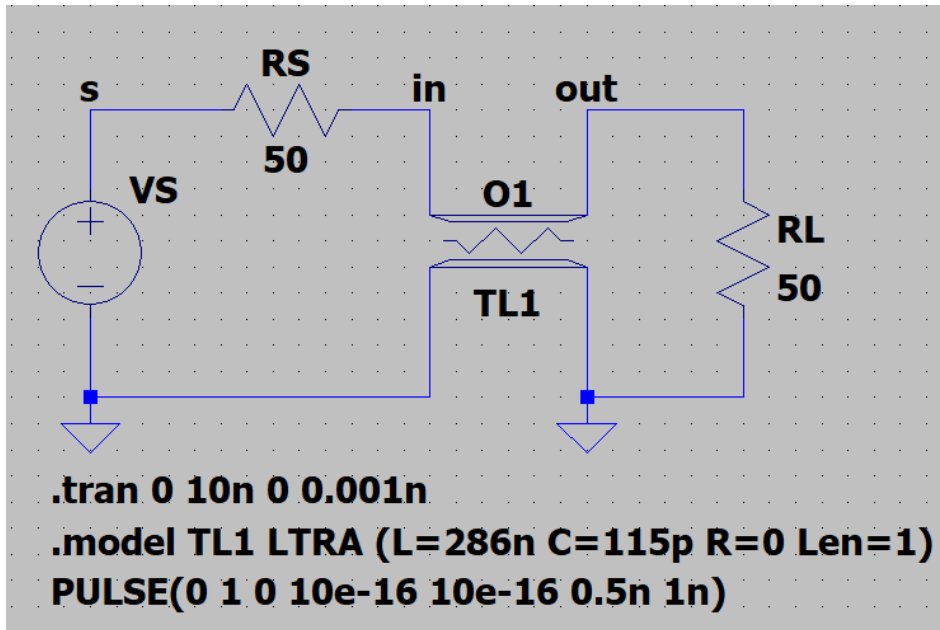 RS
s
in
out
50
VS
O1
RL
TL1
50
.tran 0 10n 0 0.001n
.model TL1 LTRA (L=286n C=115p R=0 Len=1)
PULSE(0 1 0 10e-16 10e-16 0.5n 1n)